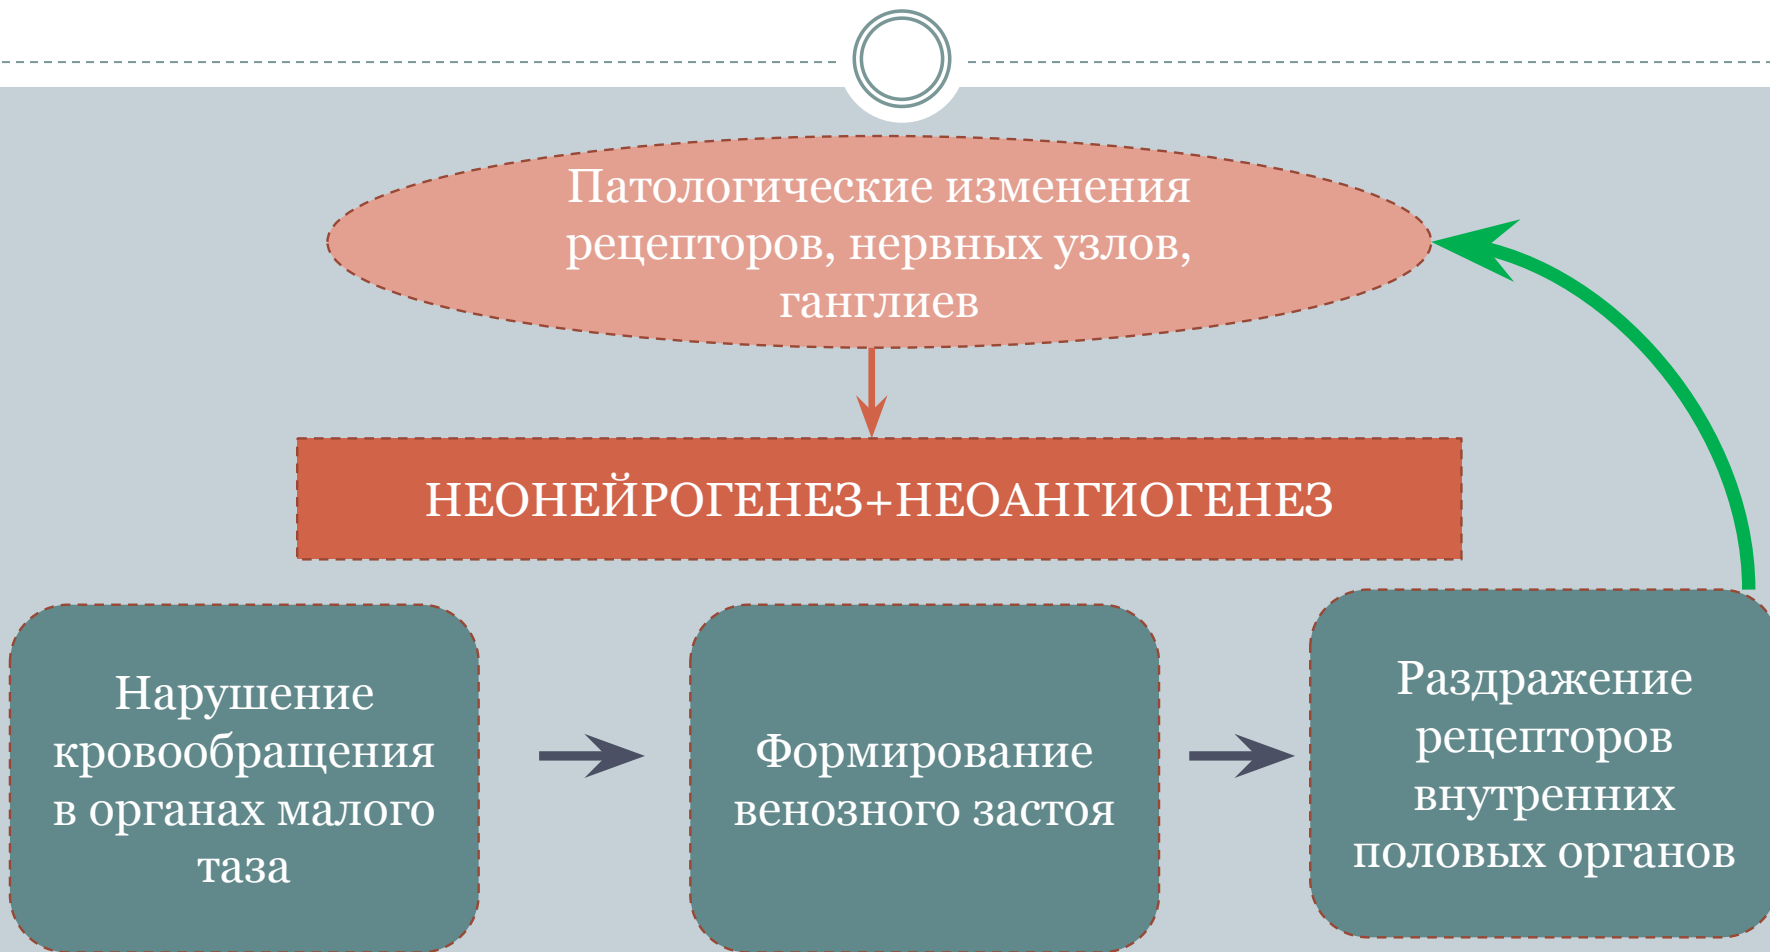 Патологические изменения
рецепторов, нервных узлов,
ганглиев
НЕОНЕЙРОГЕНЕЗ+НЕОАНГИОГЕНЕЗ
Нарушение
кровообращения
в органах малого
таза
Формирование
венозного застоя
Раздражение
рецепторов
внутренних
половых органов